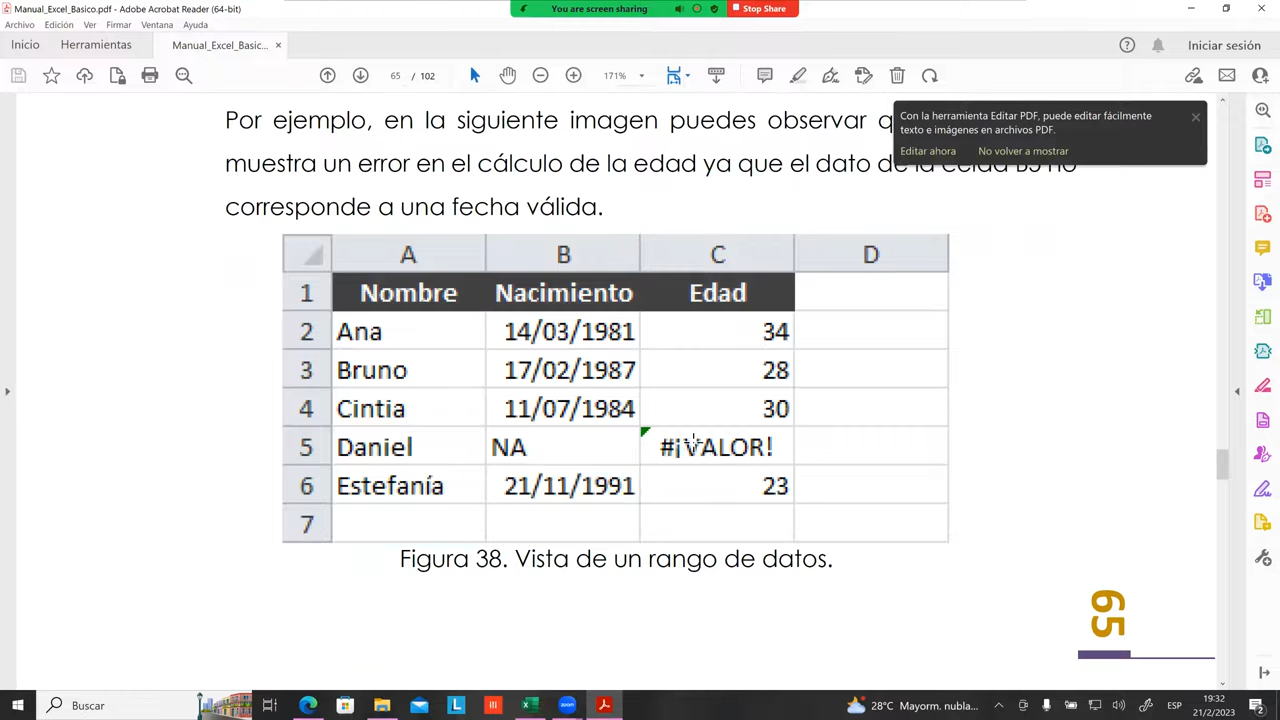 Manual_Excel_Basico.pdf - Adobe Acrobat Reader (64-bit)
You are screen sharing
Stop Share
Archivo Edición Ver Firmar Ventana Ayuda
Inicio Herramientas Manual_Excel_Basic... × Iniciar sesión
65 / 102 171%
Con la herramienta Editar PDF, puede editar fácilmente
texto e imágenes en archivos PDF.
Editar ahora No volver a mostrar
Por ejemplo, en la siguiente imagen puedes observar
muestra un error en el cálculo de la edad ya que el dato de la celda B5 no
corresponde a una fecha válida.
A B C D
1 Nombre Nacimiento Edad
2 Ana 14/03/1981 34
3 Bruno 17/02/1987 28
4 Cintia 11/07/1984 30
5 Daniel NA #¡VALOR!
6 Estefanía 21/11/1991 23
7
Figura 38. Vista de un rango de datos.
65
Buscar
28°C Mayorm. nubla...
ESP
19:32
21/2/2023
2